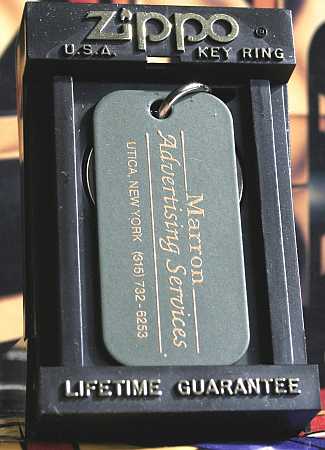 Zippo ®
U.S.A. KEY RING
Marron
Advertising Services
UTICA, NEW YORK (315) 732-6253
LIFETIME GUARANTEE